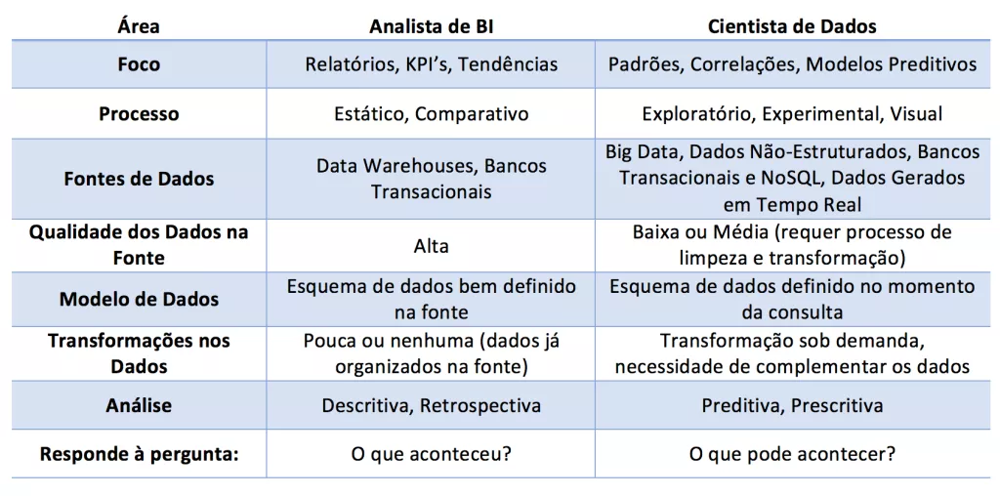 Área Analista de BI Cientista de Dados
Foco Relatórios, KPI’s, Tendências Padrões, Correlações, Modelos Preditivos
Processo Estático, Comparativo Exploratório, Experimental, Visual
Fontes de Dados
Data Warehouses, Bancos
Transacionais
Big Data, Dados Não-Estruturados, Bancos
Transacionais e NoSQL, Dados Gerados
em Tempo Real
Qualidade dos Dados na
Fonte
Alta
Baixa ou Média (requer processo de
limpeza e transformação)
Modelo de Dados
Esquema de dados bem definido
na fonte
Esquema de dados definido no momento
da consulta
Transformações nos
Dados
Pouca ou nenhuma (dados já
organizados na fonte)
Transformação sob demanda,
necessidade de complementar os dados
Análise Descritiva, Retrospectiva Preditiva, Prescritiva
Responde à pergunta: O que aconteceu? O que pode acontecer?